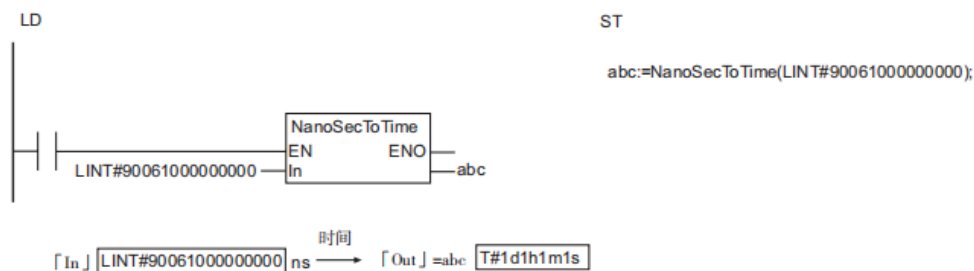 LD
ST
abc:=NanoSecToTime(LINT#90061000000000);
NanoSecToTime
EN ENO
LINT#90061000000000 In abc
时间
「In」 LINT#90061000000000 ns 「Out」=abc T#1d1h1m1s